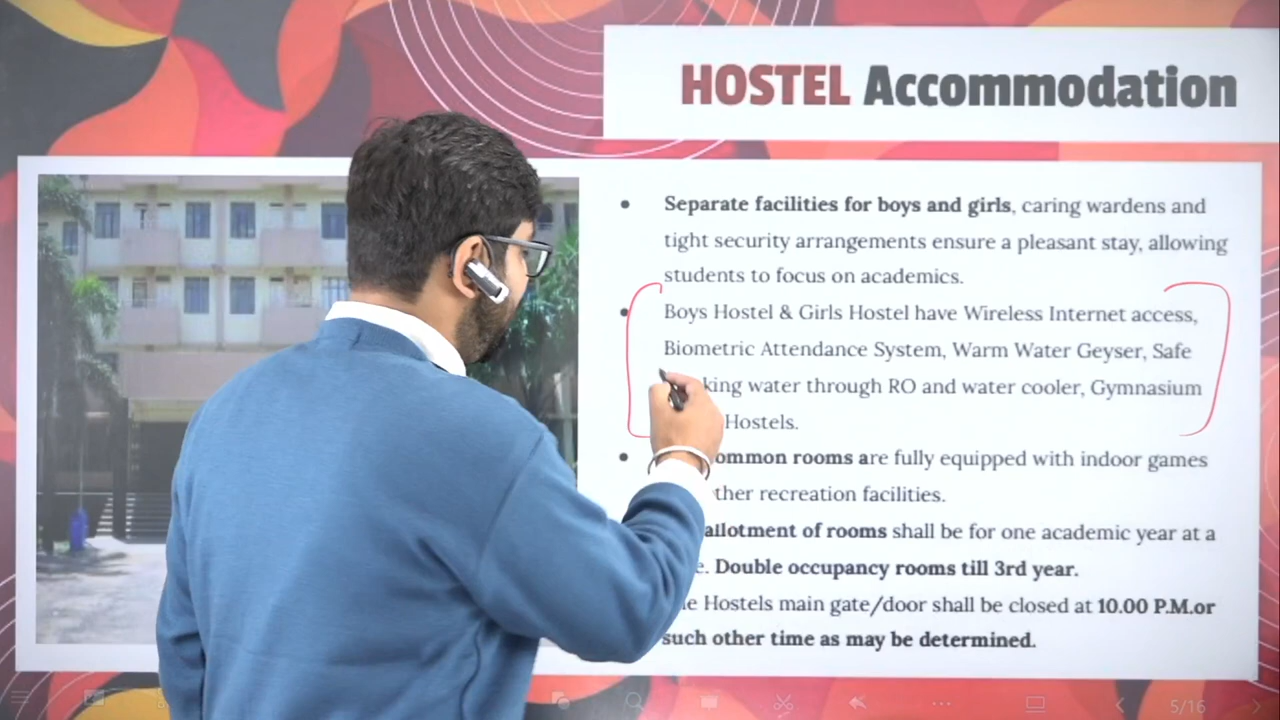 HOSTEL Accommodation
• Separate facilities for boys and girls, caring wardens and
tight security arrangements ensure a pleasant stay, allowing
students to focus on academics.
• Boys Hostel & Girls Hostel have Wireless Internet access,
Biometric Attendance System, Warm Water Geyser, Safe
king water through RO and water cooler, Gymnasium
Hostels.
• ommon rooms are fully equipped with indoor games
ther recreation facilities.
allotment of rooms shall be for one academic year at a
e. Double occupancy rooms till 3rd year.
e Hostels main gate/door shall be closed at 10.00 P.M.or
such other time as may be determined.
5/16